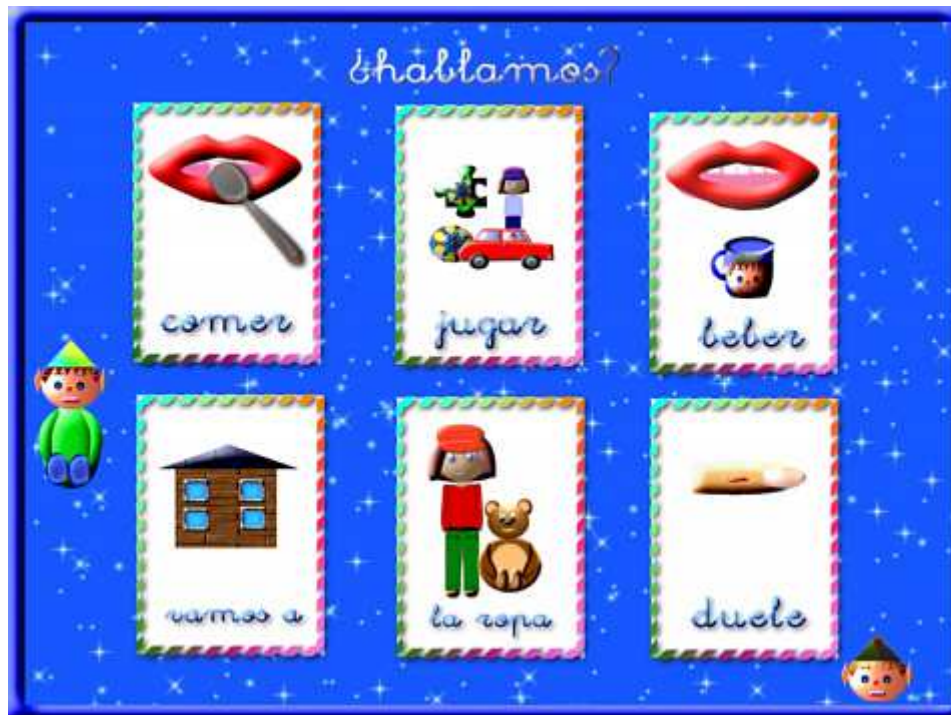 ¿hablamos?
comer
jugar
beber
vamos a
la ropa
duele